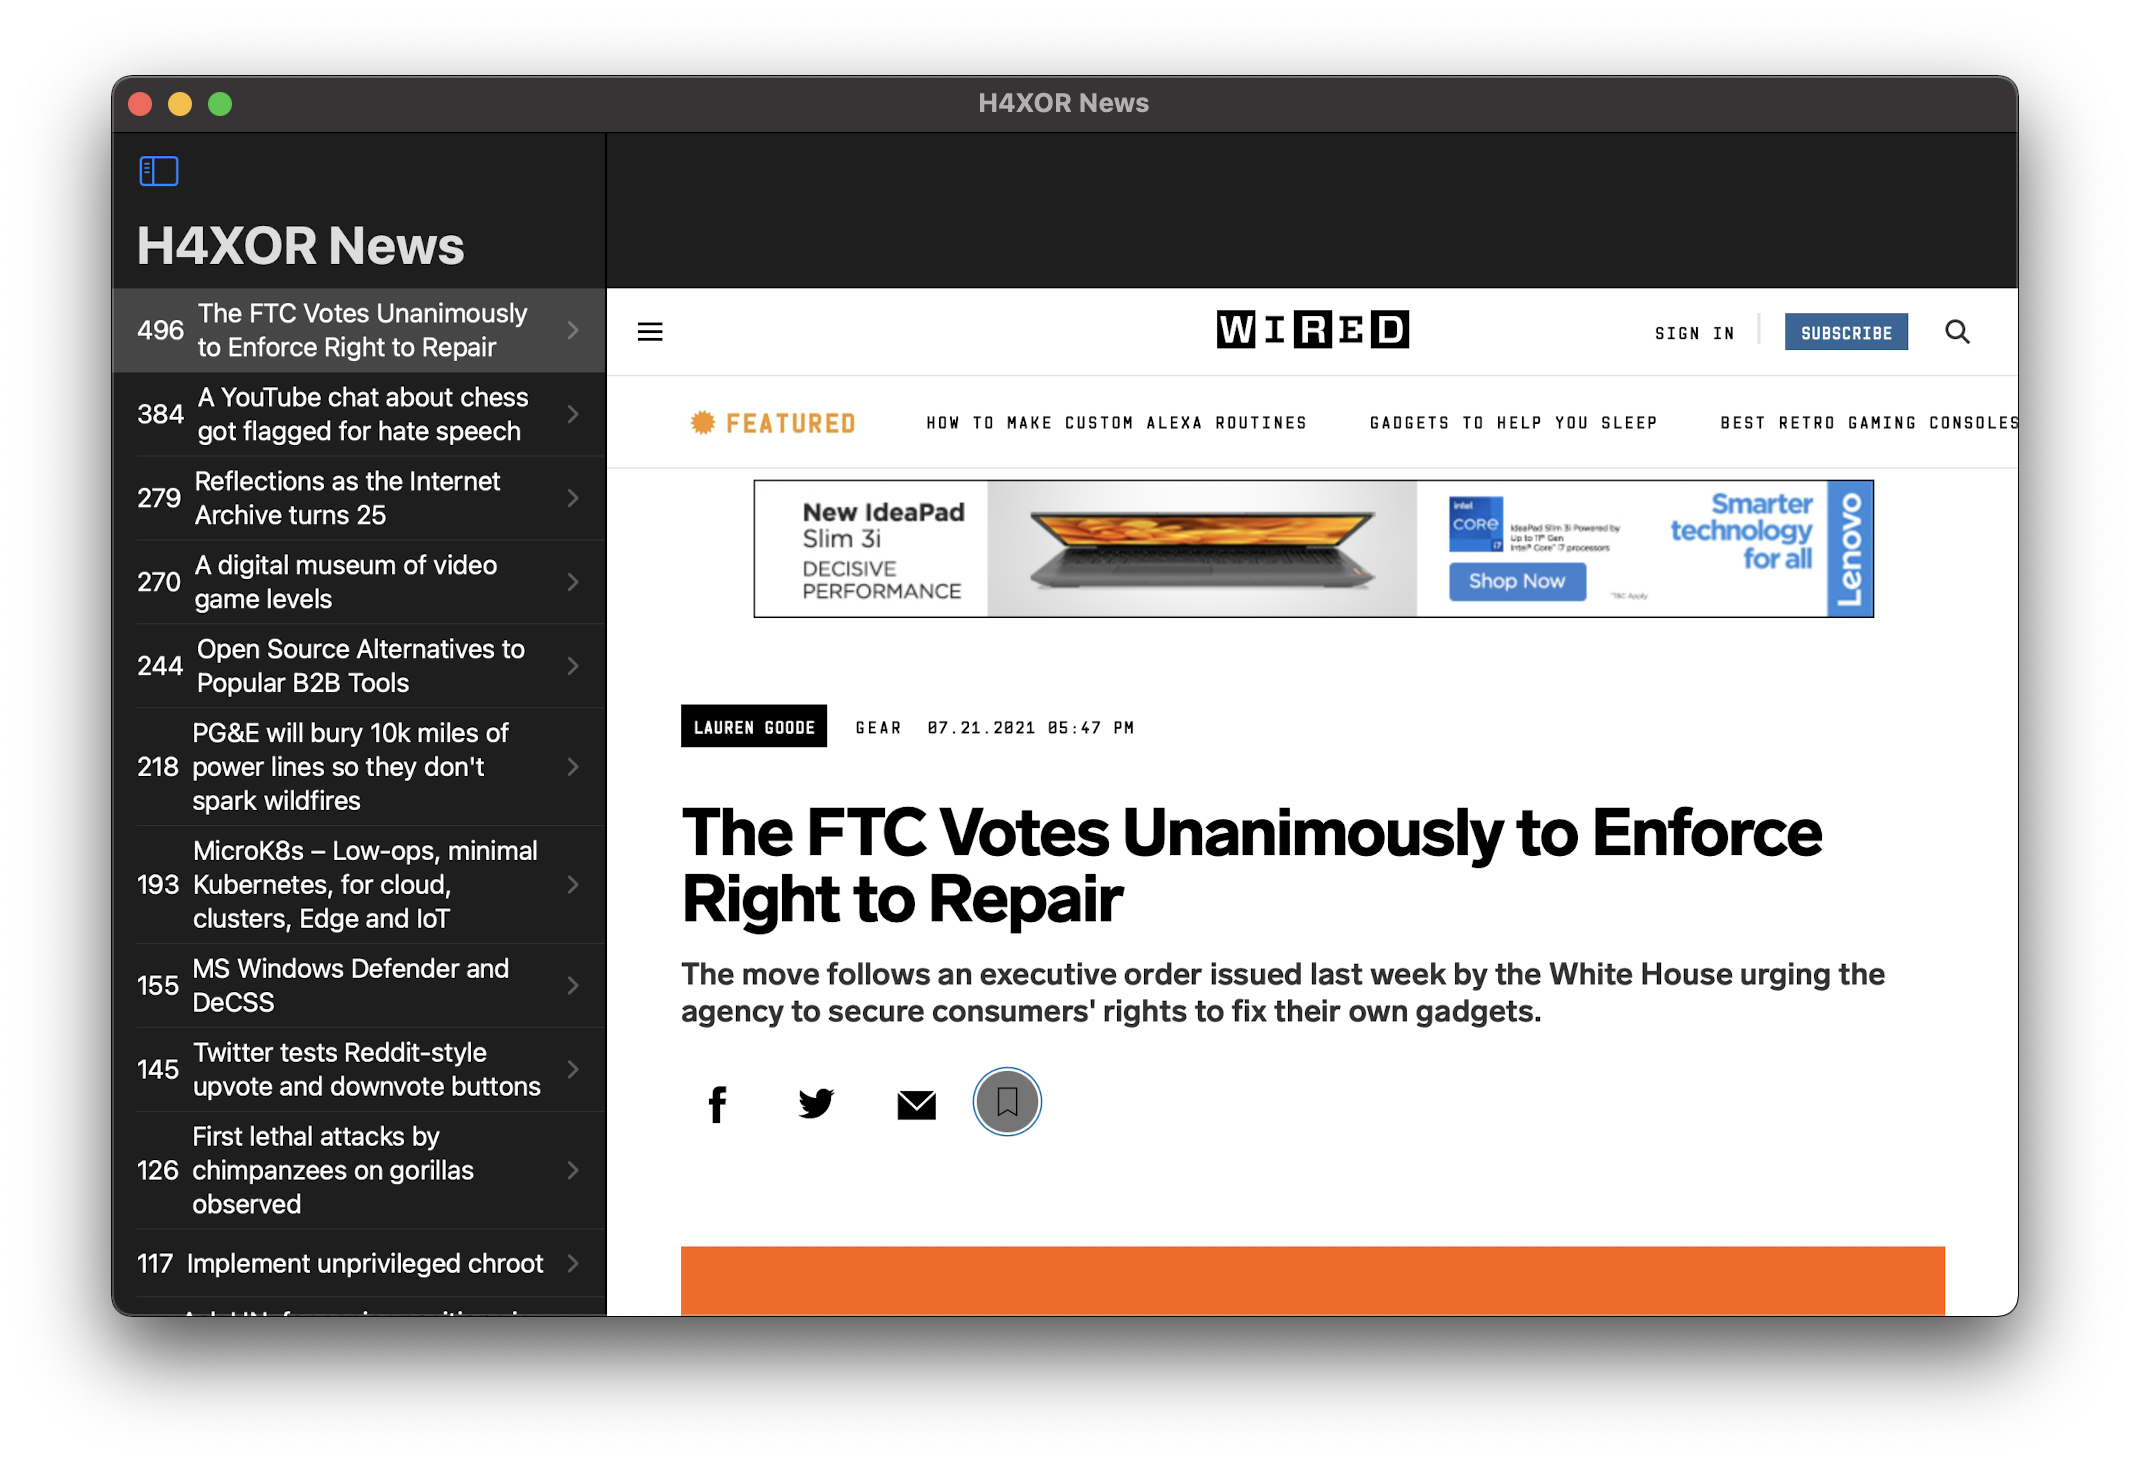 H4XOR News
H4XOR News
496
The FTC Votes Unanimously
to Enforce Right to Repair
384
A YouTube chat about chess
got flagged for hate speech
279
Reflections as the Internet
Archive turns 25
270
A digital museum of video
game levels
244
Open Source Alternatives to
Popular B2B Tools
218
PG&E will bury 10k miles of
power lines so they don't
spark wildfires
193
MicroK8s – Low-ops, minimal
Kubernetes, for cloud,
clusters, Edge and IoT
155
MS Windows Defender and
DeCSS
145
Twitter tests Reddit-style
upvote and downvote buttons
126
First lethal attacks by
chimpanzees on gorillas
observed
117 Implement unprivileged chroot
WIRED
SIGN IN
SUBSCRIBE
FEATURED
HOW TO MAKE CUSTOM ALEXA ROUTINES
GADGETS TO HELP YOU SLEEP
BEST RETRO GAMING CONSOLES
New IdeaPad
Slim 3i
DECISIVE
PERFORMANCE
intel
CORE
i7
IdeaPad Slim 3i Powered by
Up to 11th Gen
Intel® Core™ i7 processors
Shop Now
*T&C Apply
Smarter
technology
for all
Lenovo
LAUREN GOODE
GEAR
07.21.2021 05:47 PM
The FTC Votes Unanimously to Enforce
Right to Repair
The move follows an executive order issued last week by the White House urging the
agency to secure consumers' rights to fix their own gadgets.